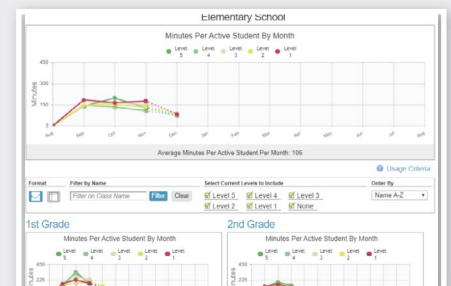 Elementary School
Minutes Per Active Student By Month
Level 5 Level 4 Level 3 Level 2 Level 1
450
300
150
0
Minutes
Aug Sep Oct Nov Dec Jan Feb Mar Apr May Jun Jul Aug
Average Minutes Per Active Student Per Month: 106
Usage Criteria
Format Filter by Name Select Current Levels to Include Order By
Filter on Class Name Filter Clear Level 5 Level 4 Level 3 Name A-Z
Level 2 Level 1 None
1st Grade 2nd Grade
Minutes Per Active Student By Month Minutes Per Active Student By Month
Level 5 Level 4 Level 3 Level 2 Level 1 Level 5 Level 4 Level 3 Level 2 Level 1
450 450
225 225
Minutes Minutes